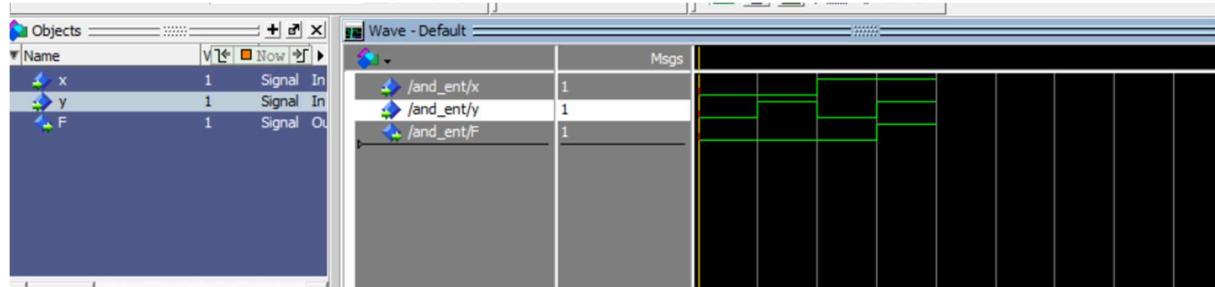 Objects
Name V Now
x 1 Signal In
y 1 Signal In
F 1 Signal Ou
Wave - Default
Msgs
/and_ent/x 1
/and_ent/y 1
/and_ent/F 1